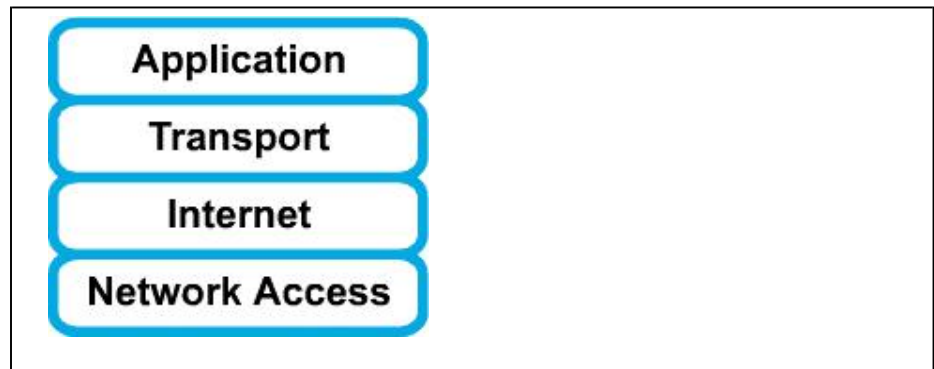 Application
Transport
Internet
Network Access